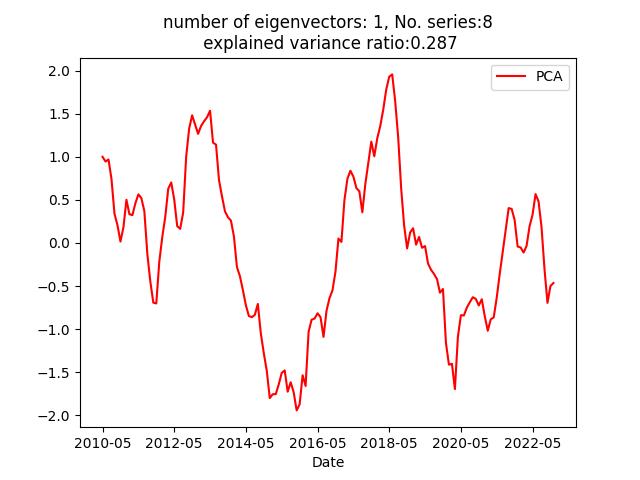 number of eigenvectors: 1, No. series:8
explained variance ratio:0.287
PCA
2.0
1.5
1.0
0.5
0.0
−0.5
−1.0
−1.5
−2.0
2010-05 2012-05 2014-05 2016-05 2018-05 2020-05 2022-05
Date